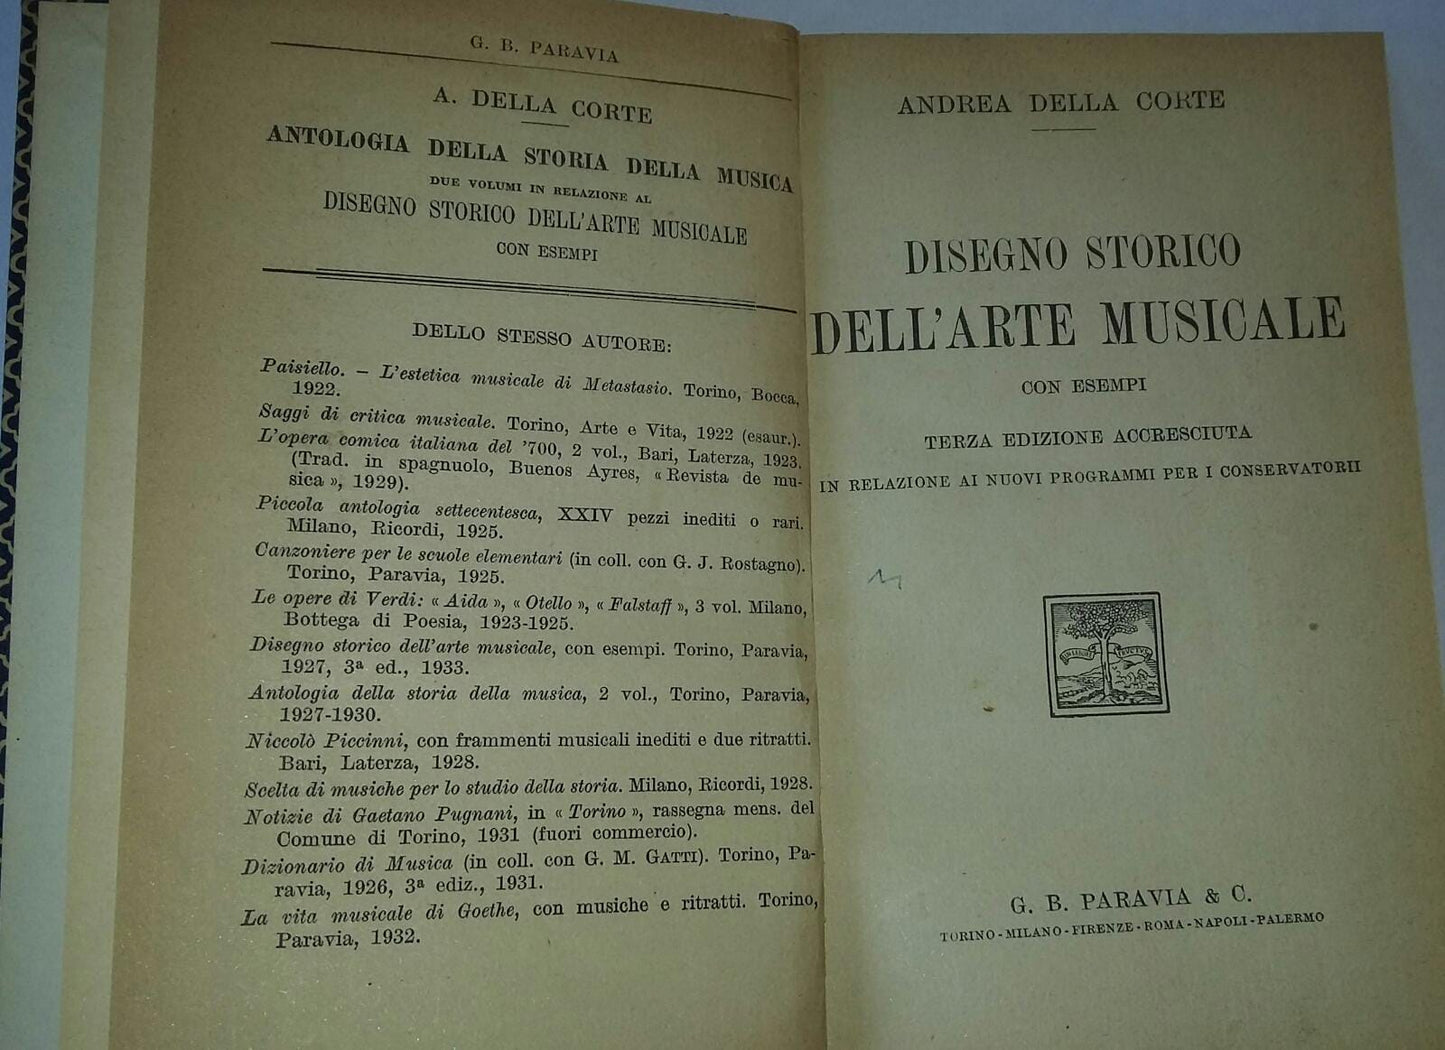 G. B. PARAVIA
A. DELLA CORTE
ANTOLOGIA DELLA STORIA DELLA MUSICA
DUE VOLUMI IN RELAZIONE AL
DISEGNO STORICO DELL'ARTE MUSICALE
CON ESEMPI
DELLO STESSO AUTORE:
Paisiello. – L'estetica musicale di Metastasio. Torino, Bocca,
1922.
Saggi di critica musicale. Torino, Arte e Vita, 1922 (esaur.).
L'opera comica italiana del '700, 2 vol., Bari, Laterza, 1923.
(Trad. in spagnuolo, Buenos Ayres, « Revista de mu-
sica », 1929).
Piccola antologia settecentesca, XXIV pezzi inediti o rari.
Milano, Ricordi, 1925.
Canzoniere per le scuole elementari (in coll. con G. J. Rostagno).
Torino, Paravia, 1925.
Le opere di Verdi: « Aida », « Otello », « Falstaff », 3 vol. Milano,
Bottega di Poesia, 1923-1925.
Disegno storico dell'arte musicale, con esempi. Torino, Paravia,
1927, 3ª ed., 1933.
Antologia della storia della musica, 2 vol., Torino, Paravia,
1927-1930.
Niccolò Piccinni, con frammenti musicali inediti e due ritratti.
Bari, Laterza, 1928.
Scelta di musiche per lo studio della storia. Milano, Ricordi, 1928.
Notizie di Gaetano Pugnani, in « Torino », rassegna mens. del
Comune di Torino, 1931 (fuori commercio).
Dizionario di Musica (in coll. con G. M. GATTI). Torino, Pa-
ravia, 1926, 3ª ediz., 1931.
La vita musicale di Goethe, con musiche e ritratti. Torino,
Paravia, 1932.
ANDREA DELLA CORTE
DISEGNO STORICO
DELL'ARTE MUSICALE
CON ESEMPI
TERZA EDIZIONE ACCRESCIUTA
IN RELAZIONE AI NUOVI PROGRAMMI PER I CONSERVATORII
FRUCTUS
G. B. PARAVIA & C.
TORINO-MILANO-FIRENZE-ROMA-NAPOLI-PALERMO